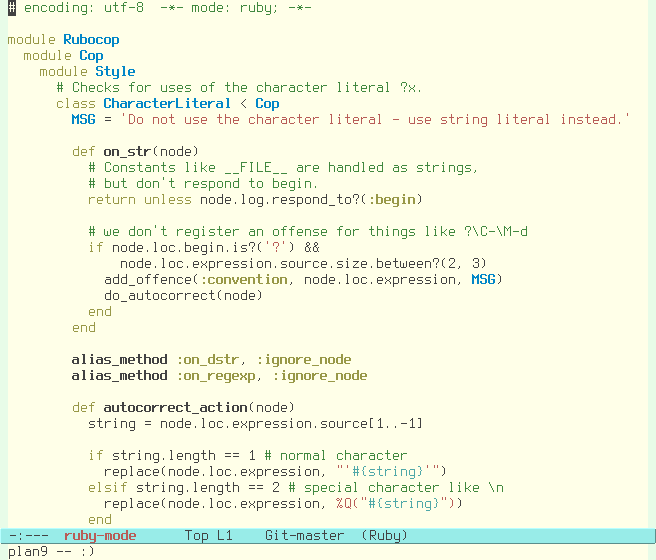 # encoding: utf-8  -*- mode: ruby; -*-

module Rubocop
  module Cop
    module Style
      # Checks for uses of the character literal ?x.
      class CharacterLiteral < Cop
        MSG = 'Do not use the character literal - use string literal instead.'

        def on_str(node)
          # Constants like __FILE__ are handled as strings,
          # but don't respond to begin.
          return unless node.log.respond_to?(:begin)

          # we don't register an offense for things like ?\C-\M-d
          if node.loc.begin.is?('?') &&
              node.loc.expression.source.size.between?(2, 3)
            add_offence(:convention, node.loc.expression, MSG)
            do_autocorrect(node)
          end
        end

        alias_method :on_dstr, :ignore_node
        alias_method :on_regexp, :ignore_node

        def autocorrect_action(node)
          string = node.loc.expression.source[1..-1]

          if string.length == 1 # normal character
            replace(node.loc.expression, "'#{string}'")
          elsif string.length == 2 # special character like \n
            replace(node.loc.expression, %Q("#{string}"))
          end
-:---  ruby-mode      Top L1    Git-master  (Ruby)
plan9 -- :)